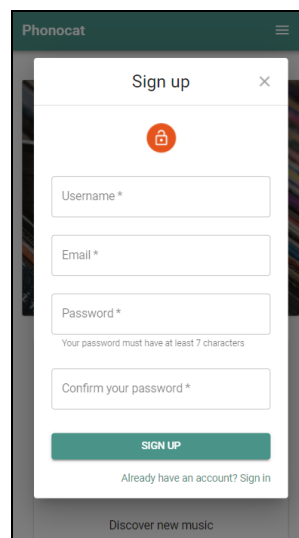 Phonocat
Sign up
Username *
Email *
Password *
Your password must have at least 7 characters
Confirm your password *
SIGN UP
Already have an account? Sign in
Discover new music